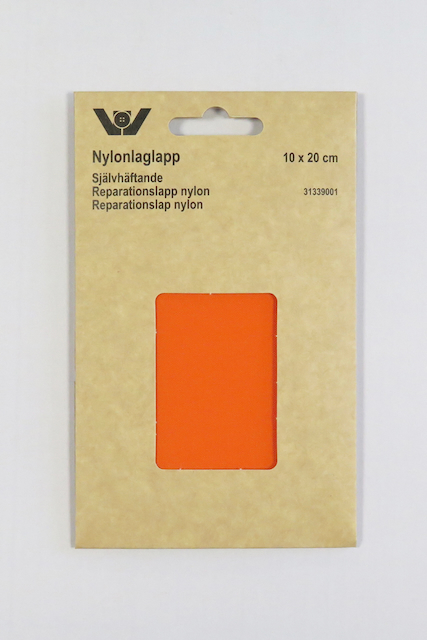 Nylonlaglapp 10 x 20 cm
Självhäftande
Reparationslapp nylon 31339001
Reparationslap nylon